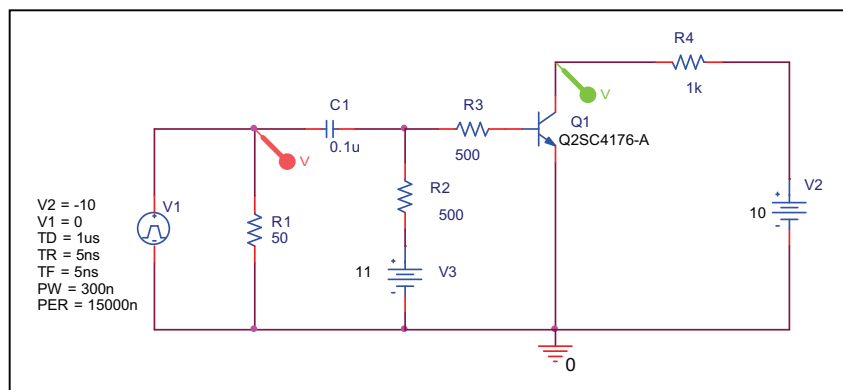 R4
1k
V
C1
0.1u
R3
500
Q1
Q2SC4176-A
V
R2
500
V2 = -10
V1 = 0
TD = 1us
TR = 5ns
TF = 5ns
PW = 300n
PER = 15000n
V1
R1
50
11
V3
V2
10
0